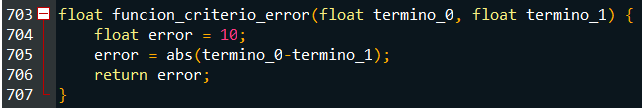 703 float funcion_criterio_error(float termino_0, float termino_1) {
704 float error = 10;
705 error = abs(termino_0-termino_1);
706 return error;
707 }